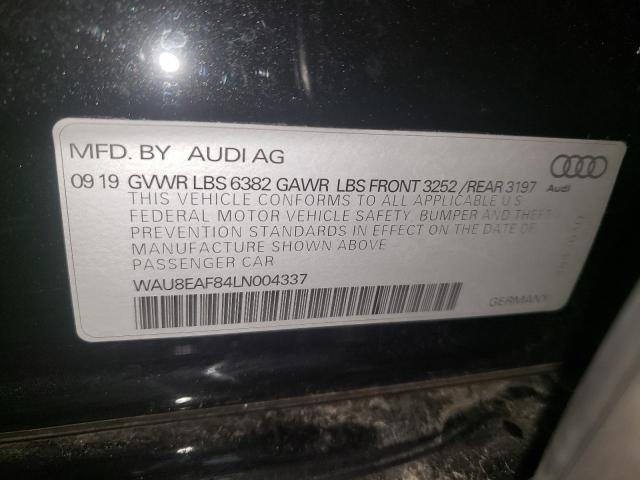 MFD. BY AUDI AG
09 19 GVWR LBS 6382 GAWR LBS FRONT 3252 /REAR 3197
Audi
THIS VEHICLE CONFORMS TO ALL APPLICABLE U.S
FEDERAL MOTOR VEHICLE SAFETY, BUMPER AND THEFT
PREVENTION STANDARDS IN EFFECT ON THE DATE OF
MANUFACTURE SHOWN ABOVE
PASSENGER CAR
WAU8EAF84LN004337
GERMANY